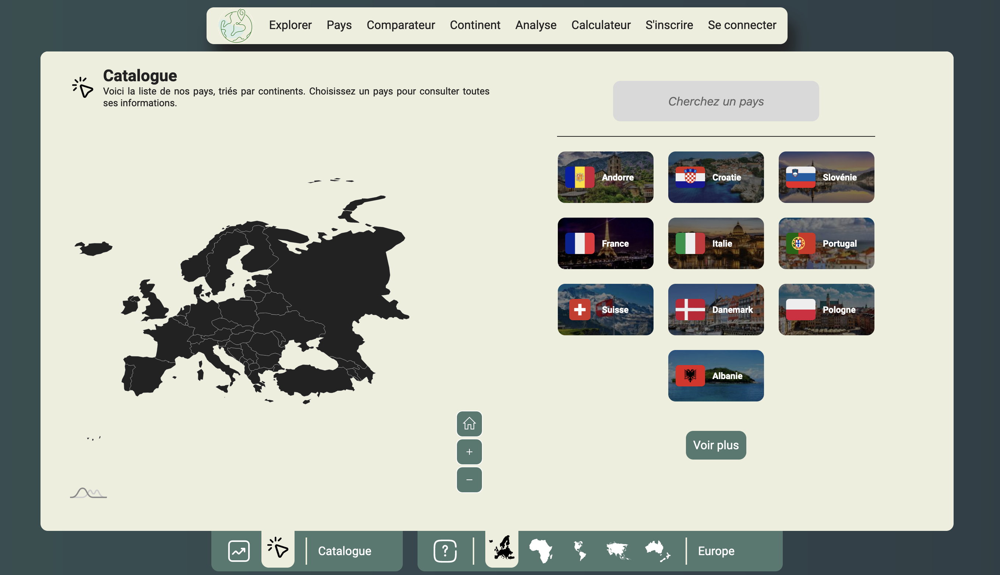 Explorer Pays Comparateur Continent Analyse Calculateur S'inscrire Se connecter
Catalogue
Voici la liste de nos pays, triés par continents. Choisissez un pays pour consulter toutes
ses informations.
Cherchez un pays
Andorre Croatie Slovénie
France Italie Portugal
Suisse Danemark Pologne
Albanie
+
Voir plus
−
Catalogue ? Europe